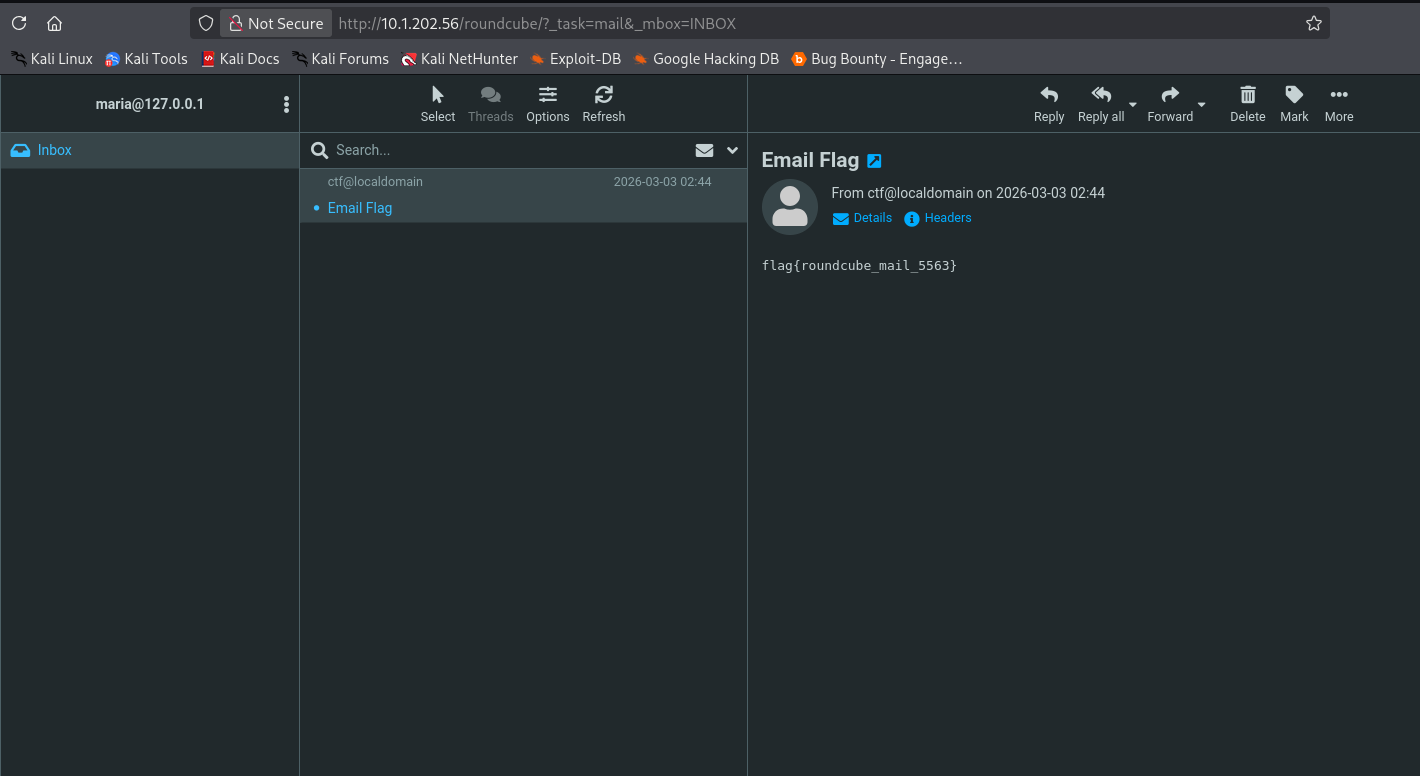 Not Secure http://10.1.202.56/roundcube/?_task=mail&_mbox=INBOX
Kali Linux Kali Tools Kali Docs Kali Forums Kali NetHunter Exploit-DB Google Hacking DB Bug Bounty - Engage…
maria@127.0.0.1
Inbox
Select Threads Options Refresh
Search...
ctf@localdomain 2026-03-03 02:44
Email Flag
Reply Reply all Forward Delete Mark More
Email Flag
From ctf@localdomain on 2026-03-03 02:44
Details Headers
flag{roundcube_mail_5563}